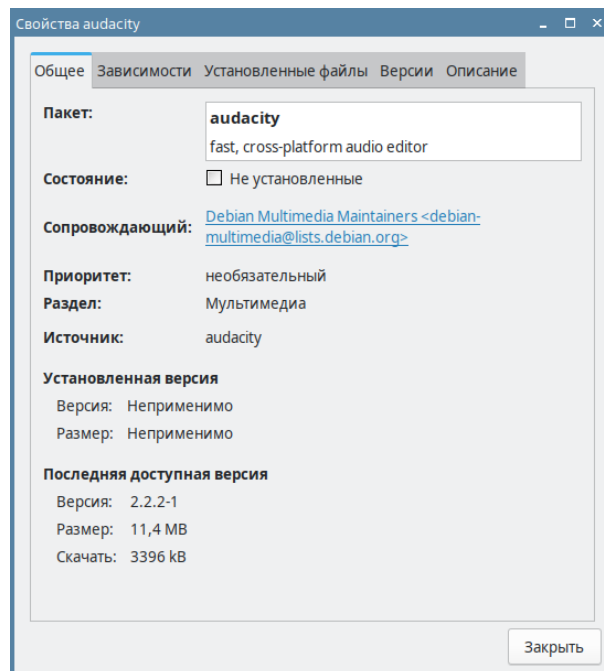 Свойства audacity
Общее Зависимости Установленные файлы Версии Описание
Пакет:
audacity
fast, cross-platform audio editor
Состояние: Не установленные
Сопровождающий: Debian Multimedia Maintainers <debian-
multimedia@lists.debian.org>
Приоритет: необязательный
Раздел: Мультимедиа
Источник: audacity
Установленная версия
Версия: Неприменимо
Размер: Неприменимо
Последняя доступная версия
Версия: 2.2.2-1
Размер: 11,4 MB
Скачать: 3396 kB
Закрыть